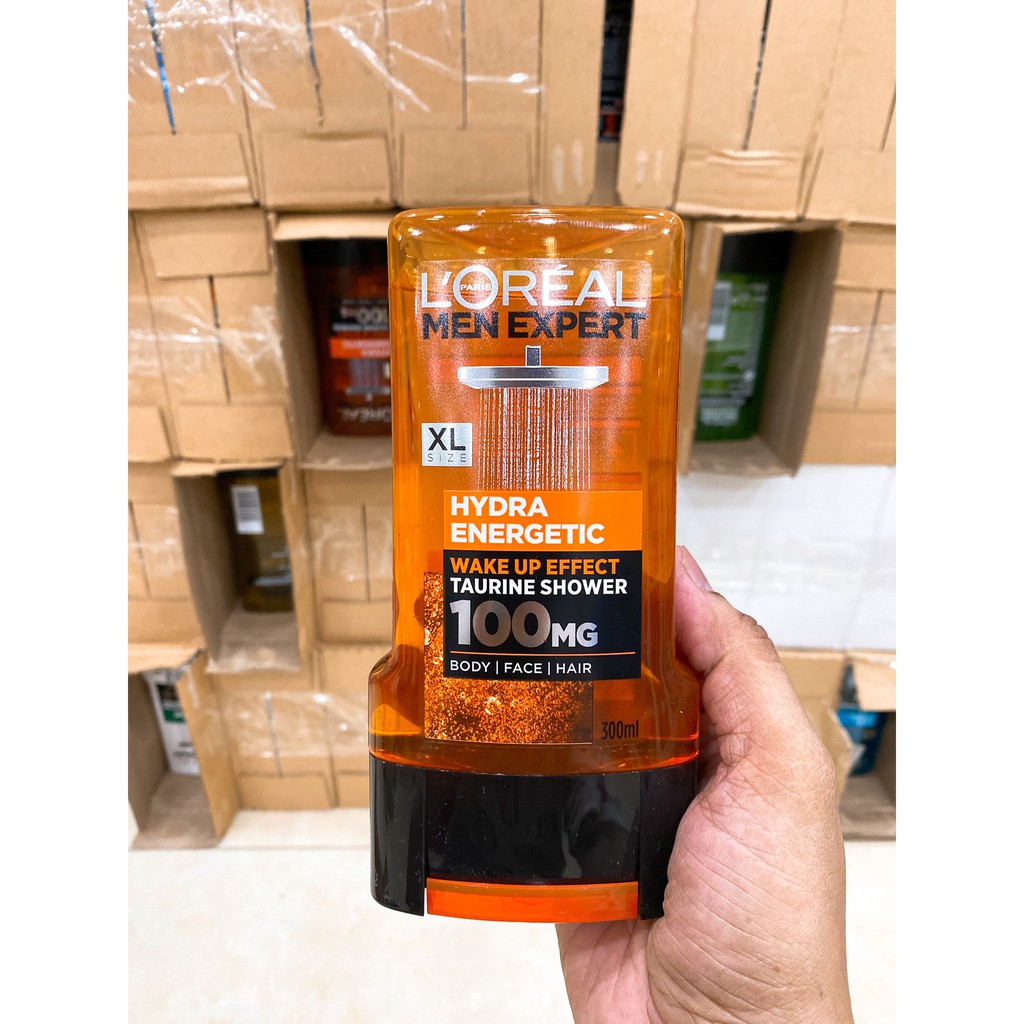 L'ORÉAL
PARIS
MEN EXPERT
XL
SIZE
HYDRA
ENERGETIC
WAKE UP EFFECT
TAURINE SHOWER
100MG
BODY | FACE | HAIR
300ml